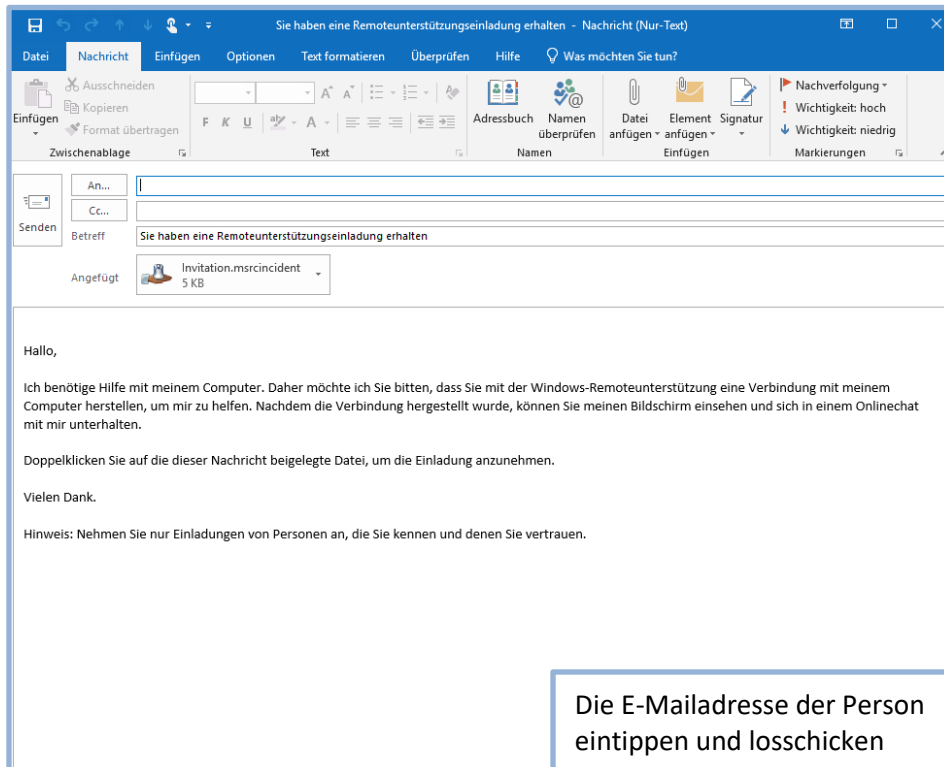 Sie haben eine Remoteunterstützungseinladung erhalten - Nachricht (Nur-Text)
Datei Nachricht Einfügen Optionen Text formatieren Überprüfen Hilfe Was möchten Sie tun?
Einfügen
Ausschneiden
Kopieren
Format übertragen
Zwischenablage
F K U
Text
Adressbuch
Namen
überprüfen
Namen
Datei
anfügen
Element
anfügen
Signatur
Einfügen
Nachverfolgung
Wichtigkeit: hoch
Wichtigkeit: niedrig
Markierungen
Senden
An...
Cc...
Betreff Sie haben eine Remoteunterstützungseinladung erhalten
Angefügt
Invitation.msrcincident
5 KB
Hallo,
Ich benötige Hilfe mit meinem Computer. Daher möchte ich Sie bitten, dass Sie mit der Windows-Remoteunterstützung eine Verbindung mit meinem
Computer herstellen, um mir zu helfen. Nachdem die Verbindung hergestellt wurde, können Sie meinen Bildschirm einsehen und sich in einem Onlinechat
mit mir unterhalten.
Doppelklicken Sie auf die dieser Nachricht beigelegte Datei, um die Einladung anzunehmen.
Vielen Dank.
Hinweis: Nehmen Sie nur Einladungen von Personen an, die Sie kennen und denen Sie vertrauen.
Die E-Mailadresse der Person
eintippen und losschicken